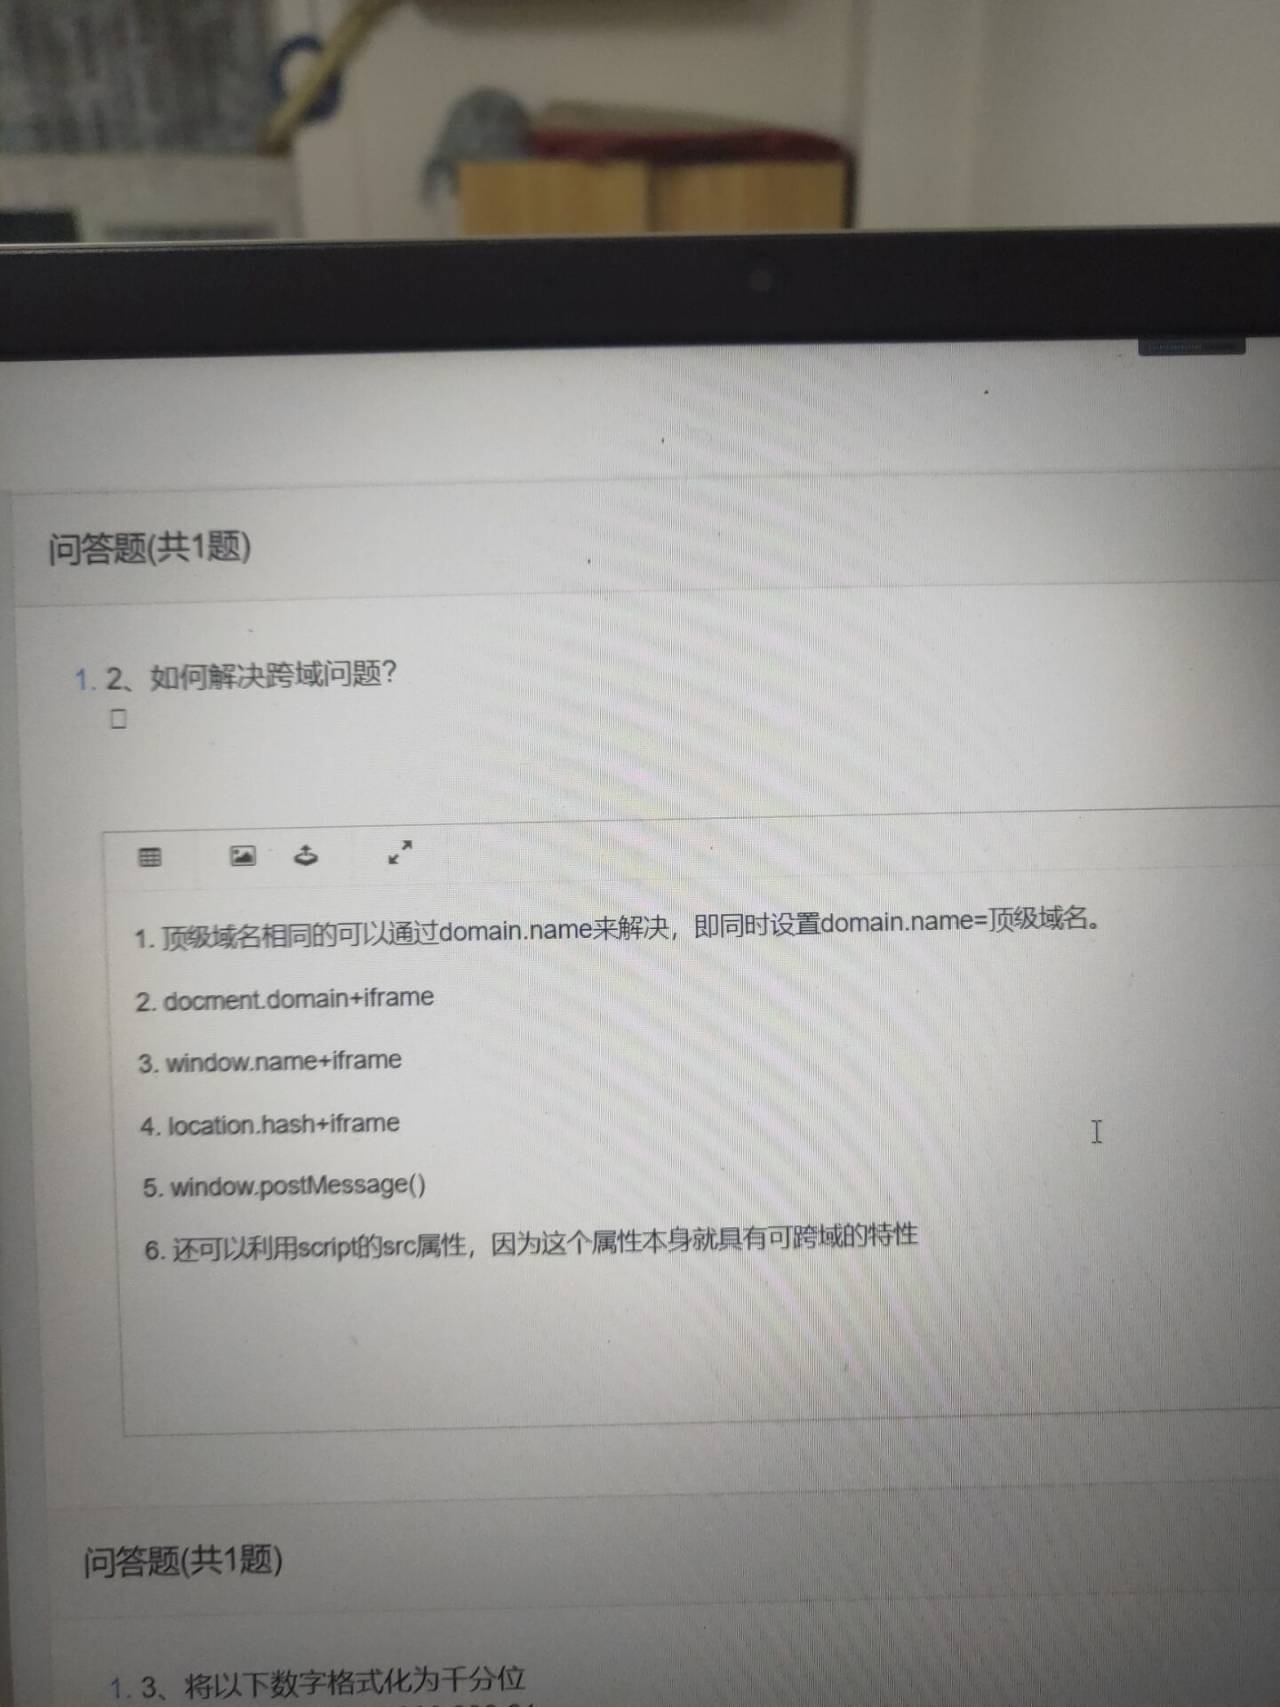 问答题(共1题)
1. 2、如何解决跨域问题?
1. 顶级域名相同的可以通过domain.name来解决，即同时设置domain.name=顶级域名。
2. docment.domain+iframe
3. window.name+iframe
4. location.hash+iframe
5. window.postMessage()
6. 还可以利用script的src属性，因为这个属性本身就具有可跨域的特性
问答题(共1题)
1. 3、将以下数字格式化为千分位